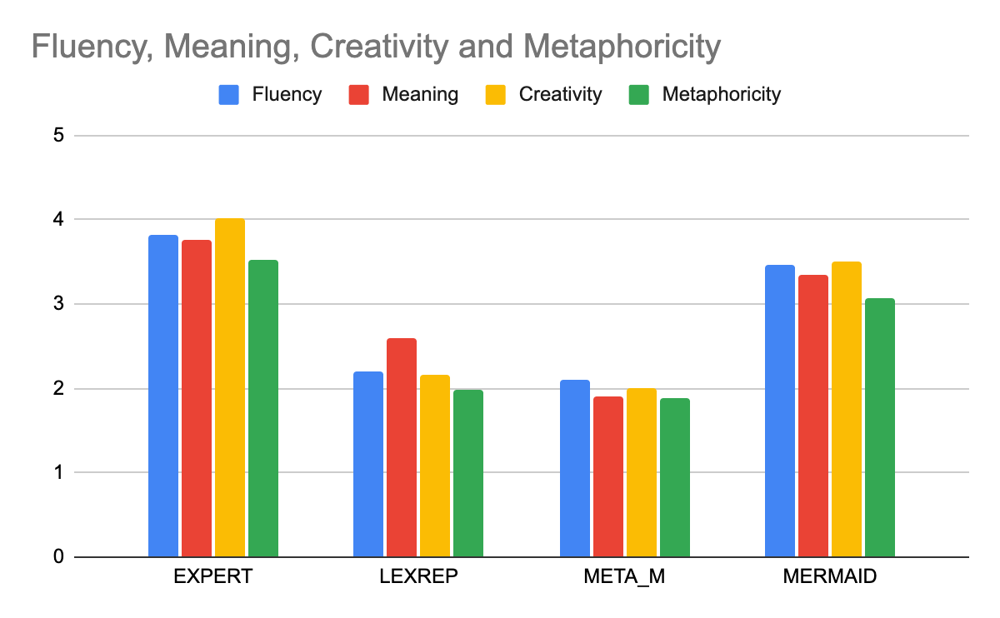 Fluency, Meaning, Creativity and Metaphoricity
Fluency Meaning Creativity Metaphoricity
5
4
3
2
1
0
EXPERT LEXREP META_M MERMAID